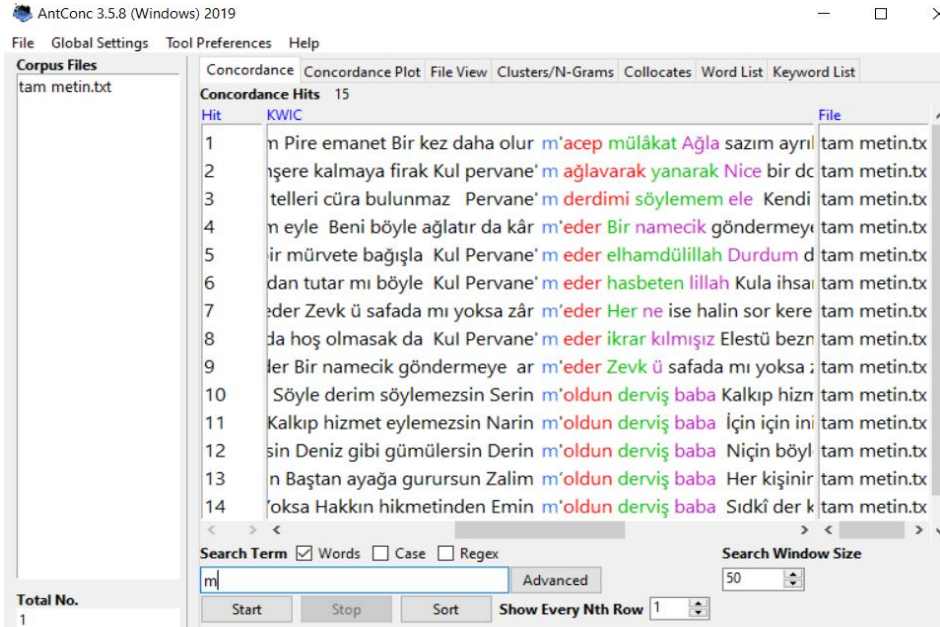 AntConc 3.5.8 (Windows) 2019
File Global Settings Tool Preferences Help
Corpus Files
tam metin.txt
Concordance Concordance Plot File View Clusters/N-Grams Collocates Word List Keyword List
Concordance Hits 15
Hit KWIC File
1 m Pire emanet Bir kez daha olur m'acep mülâkat Ağla sazım ayrıl tam metin.tx
2 nşere kalmaya firak Kul pervane'm ağlavarak yanarak Nice bir do tam metin.tx
3 telleri cüra bulunmaz Pervane'm derdimi söylemem ele Kendi tam metin.tx
4 m eyle Beni böyle ağlatır da kâr m'eder Bir namecik göndermeye tam metin.tx
5 bir mürvete bağışla Kul Pervane'm eder elhamdülillah Durdum d tam metin.tx
6 dan tutar mı böyle Kul Pervane'm eder hasbeten lillah Kula ihsa tam metin.tx
7 eder Zevk ü safada mı yoksa zâr m'eder Her ne ise halin sor kere tam metin.tx
8 da hoş olmasak da Kul Pervane'm eder ikrar kılmışız Elestü bezm tam metin.tx
9 der Bir namecik göndermeye ar m'eder Zevk ü safada mı yoksa z tam metin.tx
10 Söyle derim söylemezsin Serin m'oldun derviş baba Kalkıp hizm tam metin.tx
11 Kalkıp hizmet eylemezsin Narin m'oldun derviş baba İçin için ini tam metin.tx
12 sin Deniz gibi gümülersin Derin m'oldun derviş baba Niçin böyl tam metin.tx
13 n Baştan ayağa gurursun Zalim m'oldun derviş baba Her kişinin tam metin.tx
14 Yoksa Hakkın hikmetinden Emin m'oldun derviş baba Sıdkî der k tam metin.tx
Search Term Words Case Regex Search Window Size
m Advanced 50
Start Stop Sort Show Every Nth Row 1
Total No.
1